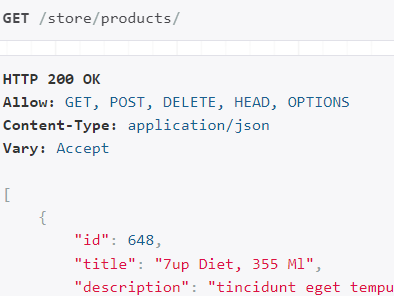 GET /store/products/
HTTP 200 OK
Allow: GET, POST, DELETE, HEAD, OPTIONS
Content-Type: application/json
Vary: Accept
[
{
"id": 648,
"title": "7up Diet, 355 Ml",
"description": "tincidunt eget tempu